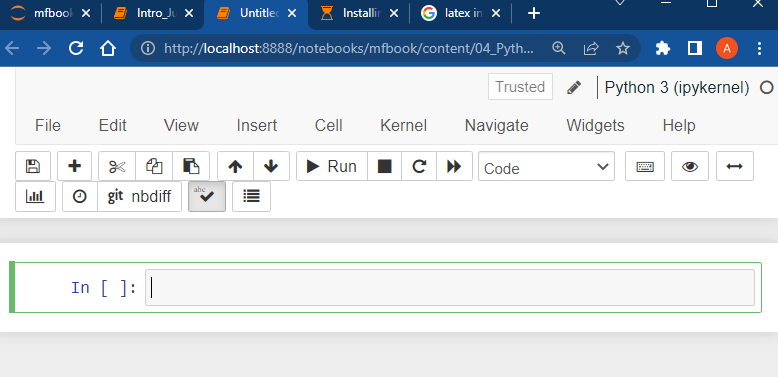 mfbook Intro_Ju Untitled Installin latex in
http://localhost:8888/notebooks/mfbook/content/04_Pyth... A
Trusted Python 3 (ipykernel)
File Edit View Insert Cell Kernel Navigate Widgets Help
Run Code
git nbdiff abc
In [ ]: